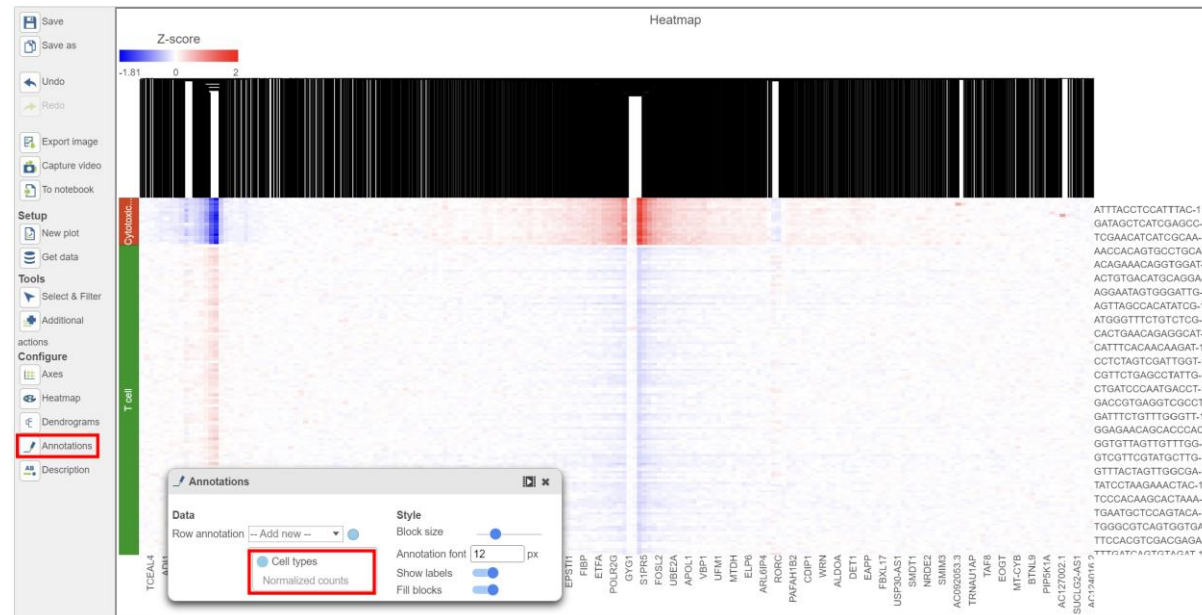 Save
Save as
Undo
Redo
Export image
Capture video
To notebook
Setup
New plot
Get data
Tools
Select & Filter
Additional
actions
Configure
Axes
Heatmap
Dendrograms
Annotations
Description
Heatmap
Z-score
-1.81 0 2
Cytotoxic...
T cell
ATTTACCTCCATTTAC-1
GATAGCTCATCGAGCC-
TCGAACATCATCGCAA-
AACCACAGTGCCTGCA
ACAGAAACAGGTGGAT-
ACTGTGACATGCAGGA-
AGGAATAGTGGGATTG-
AGTTAGCCACATATCG-
ATGGGTTTCTGTCTCG-
CACTGAACAGAGGCAT-
CATTTCACAACAAGAT-1
CCTCTAGTCGATTGGT-
CGTTCTGAGCCTATTG-
CTGATCCCAATGACCT-
GACCGTGAGGTCGCCT
GATTTCTGTTTGGGTT-1
GGAGAACAGCACCCAC
GGTGTTAGTTGTTTGG-
GTCGTTCGTATGCTTG-
GTTTACTAGTTGGCGA-
TATCCTAAGAAACTAC-1
TCCCACAAGCACTAAA-
TGAATGCTCCAGTACA-
TGGGCGTCAGTGGTGA
TTCCACGTCGACGAGA
TTTGATCAGTGTAGAT-1
TCEAL4
EPSTI1
FIBP
ETFA
POLR2G
GYG1
S1PR5
FOSL2
UBE2A
APOL1
VBP1
UFM1
MTDH
ELP6
ARL6IP4
RORC
PAFAH1B2
CDIP1
WRN
ALDOA
DET1
EAPP
FBXL17
USP30-AS1
SMDT1
NRDE2
SMIM3
AC092053.3
TRNAU1AP
TAF8
EOGT
MT-CYB
BTNL9
PIP5K1A
AC127002.1
SUCLG2-AS1
AC124016.2
Annotations
Data
Row annotation -- Add new --
Cell types
Normalized counts
Style
Block size
Annotation font 12 px
Show labels
Fill blocks